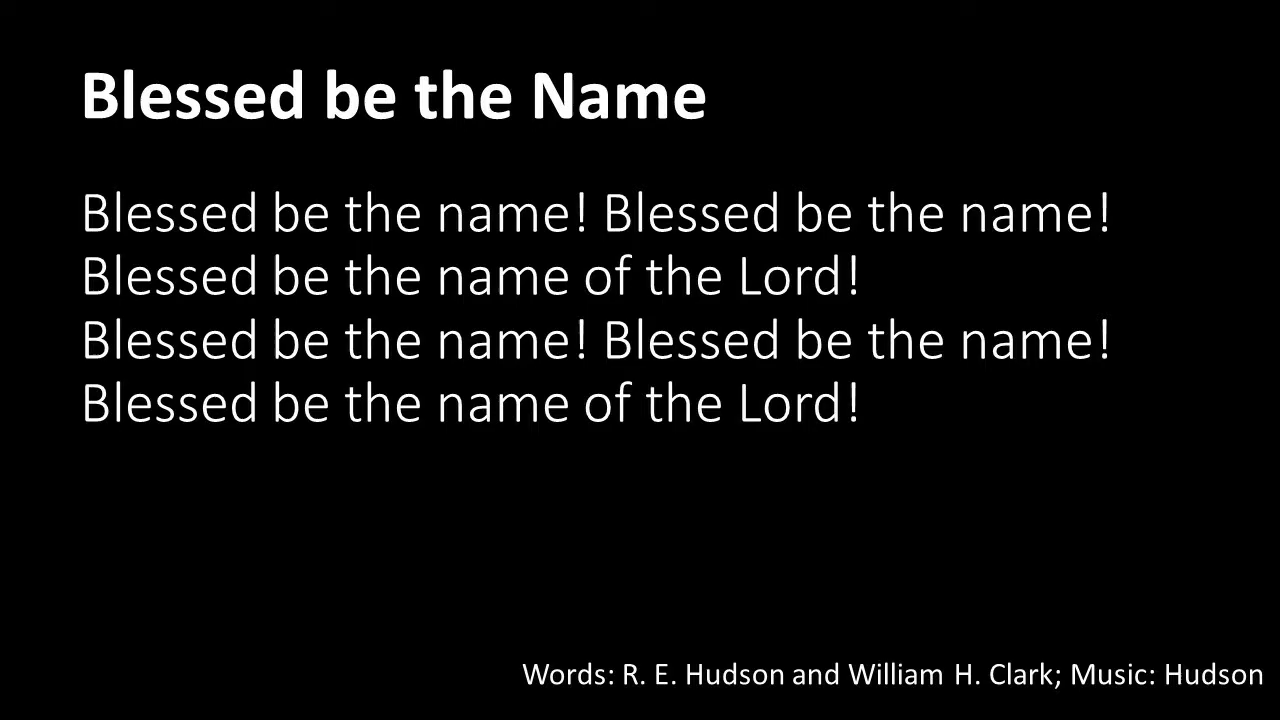 Blessed be the Name
Blessed be the name! Blessed be the name!
Blessed be the name of the Lord!
Blessed be the name! Blessed be the name!
Blessed be the name of the Lord!
Words: R. E. Hudson and William H. Clark; Music: Hudson